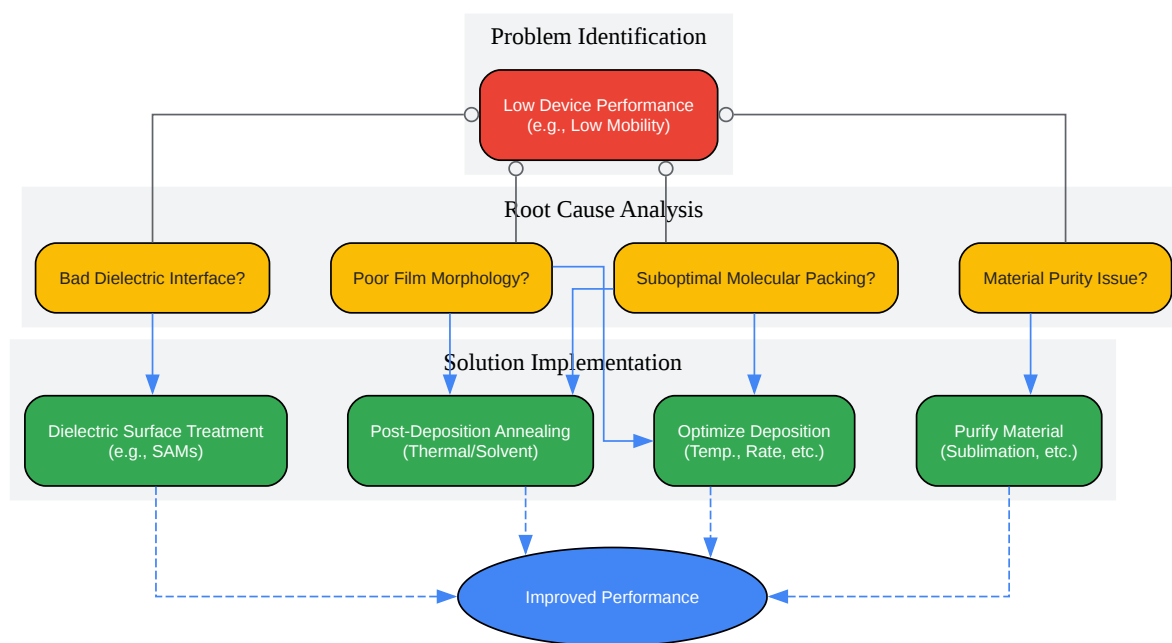 Problem Identification
Low Device Performance
(e.g., Low Mobility)
Root Cause Analysis
Bad Dielectric Interface?
Poor Film Morphology?
Suboptimal Molecular Packing?
Material Purity Issue?
Solution Implementation
Dielectric Surface Treatment
(e.g., SAMs)
Post-Deposition Annealing
(Thermal/Solvent)
Optimize Deposition
(Temp., Rate, etc.)
Purify Material
(Sublimation, etc.)
Improved Performance